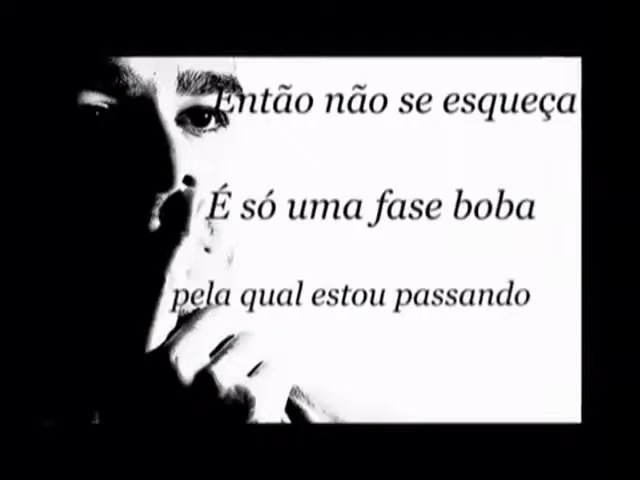 Então não se esqueça
É só uma fase boba
pela qual estou passando